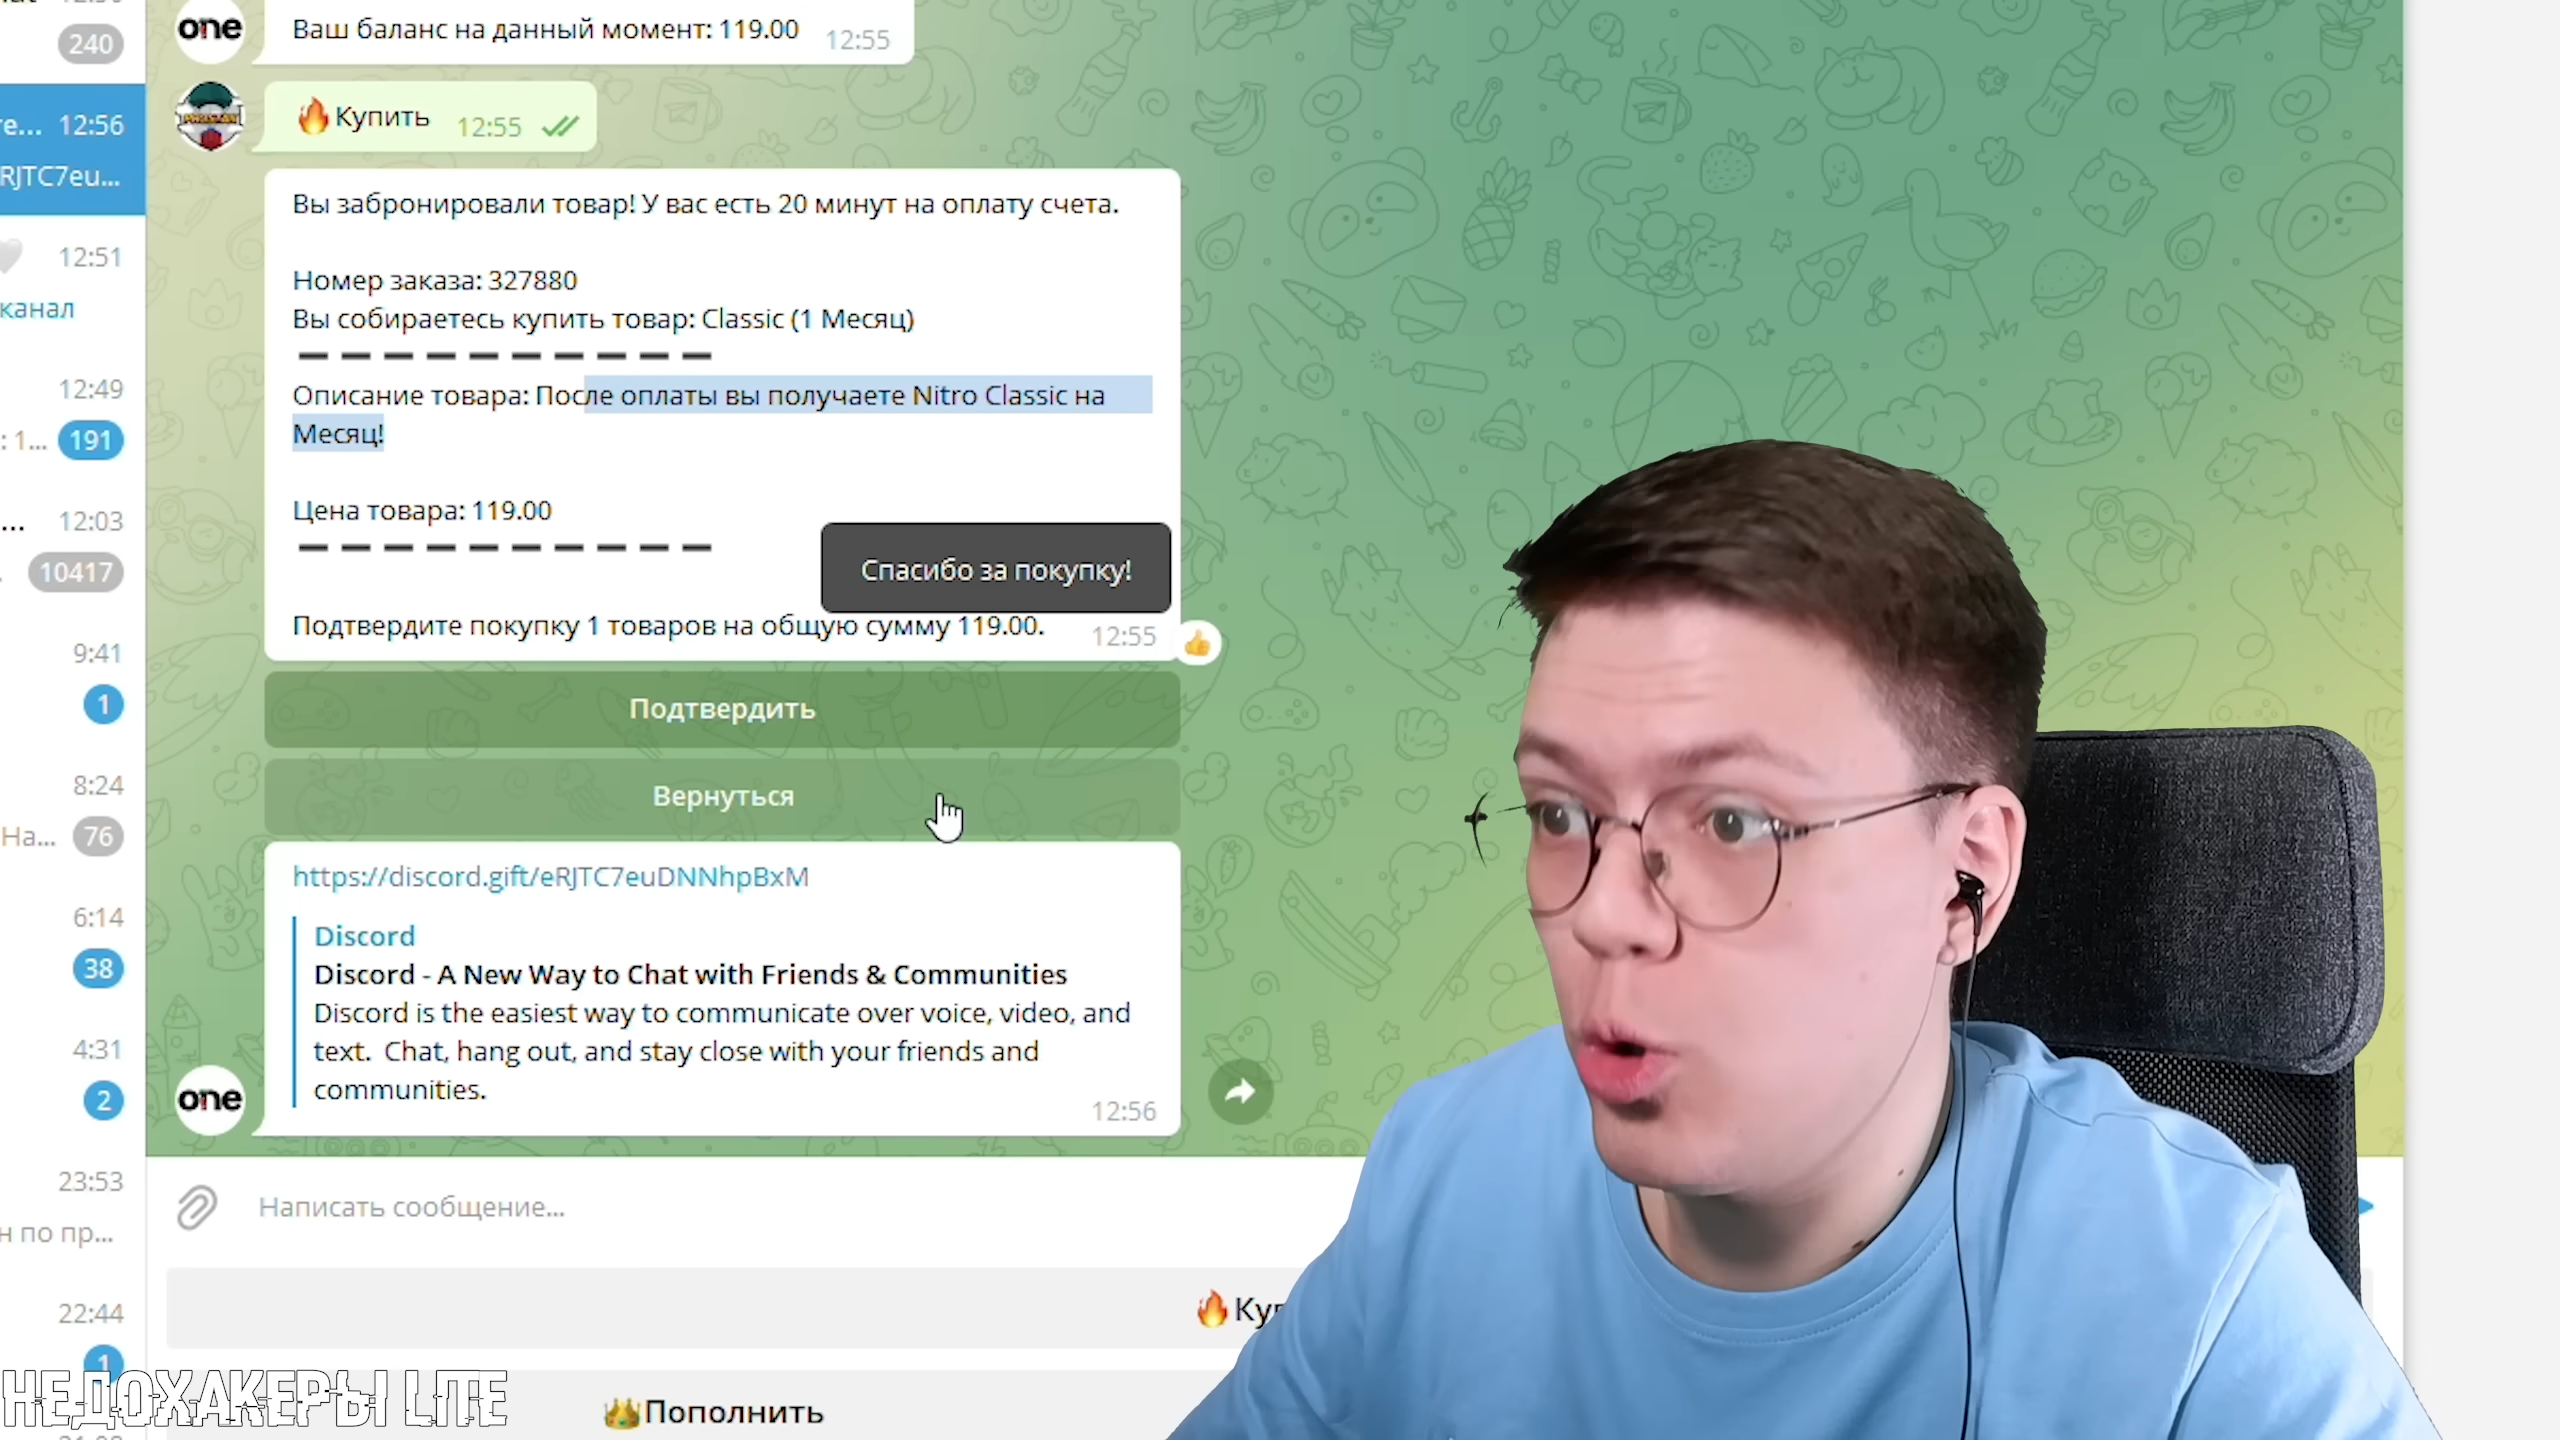 240
re... 12:56
RJTC7eu...
12:51
канал
12:49
: 1... 191
... 12:03
10417
9:41
1
8:24
На... 76
6:14
38
4:31
2
23:53
н по пр...
22:44
1
one
Ваш баланс на данный момент: 119.00 12:55
🔥Купить 12:55
Вы забронировали товар! У вас есть 20 минут на оплату счета.
Номер заказа: 327880
Вы собираетесь купить товар: Classic (1 Месяц)
Описание товара: После оплаты вы получаете Nitro Classic на
Месяц!
Цена товара: 119.00
Спасибо за покупку!
Подтвердите покупку 1 товаров на общую сумму 119.00. 12:55
Подтвердить
Вернуться
https://discord.gift/eRJTC7euDNNhpBxM
Discord
Discord - A New Way to Chat with Friends & Communities
Discord is the easiest way to communicate over voice, video, and
text. Chat, hang out, and stay close with your friends and
communities.
12:56
one
Написать сообщение...
🔥Ку
👑Пополнить
НЕДОХАКЕРЫ LITE